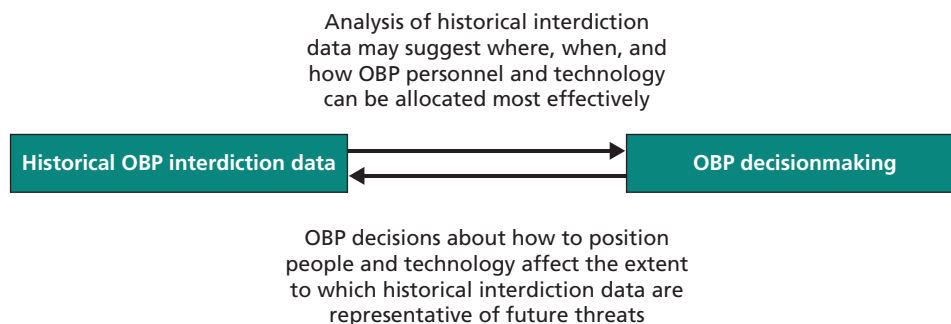 Analysis of historical interdiction
data may suggest where, when, and
how OBP personnel and technology
can be allocated most effectively
Historical OBP interdiction data
OBP decisionmaking
OBP decisions about how to position
people and technology affect the extent
to which historical interdiction data are
representative of future threats